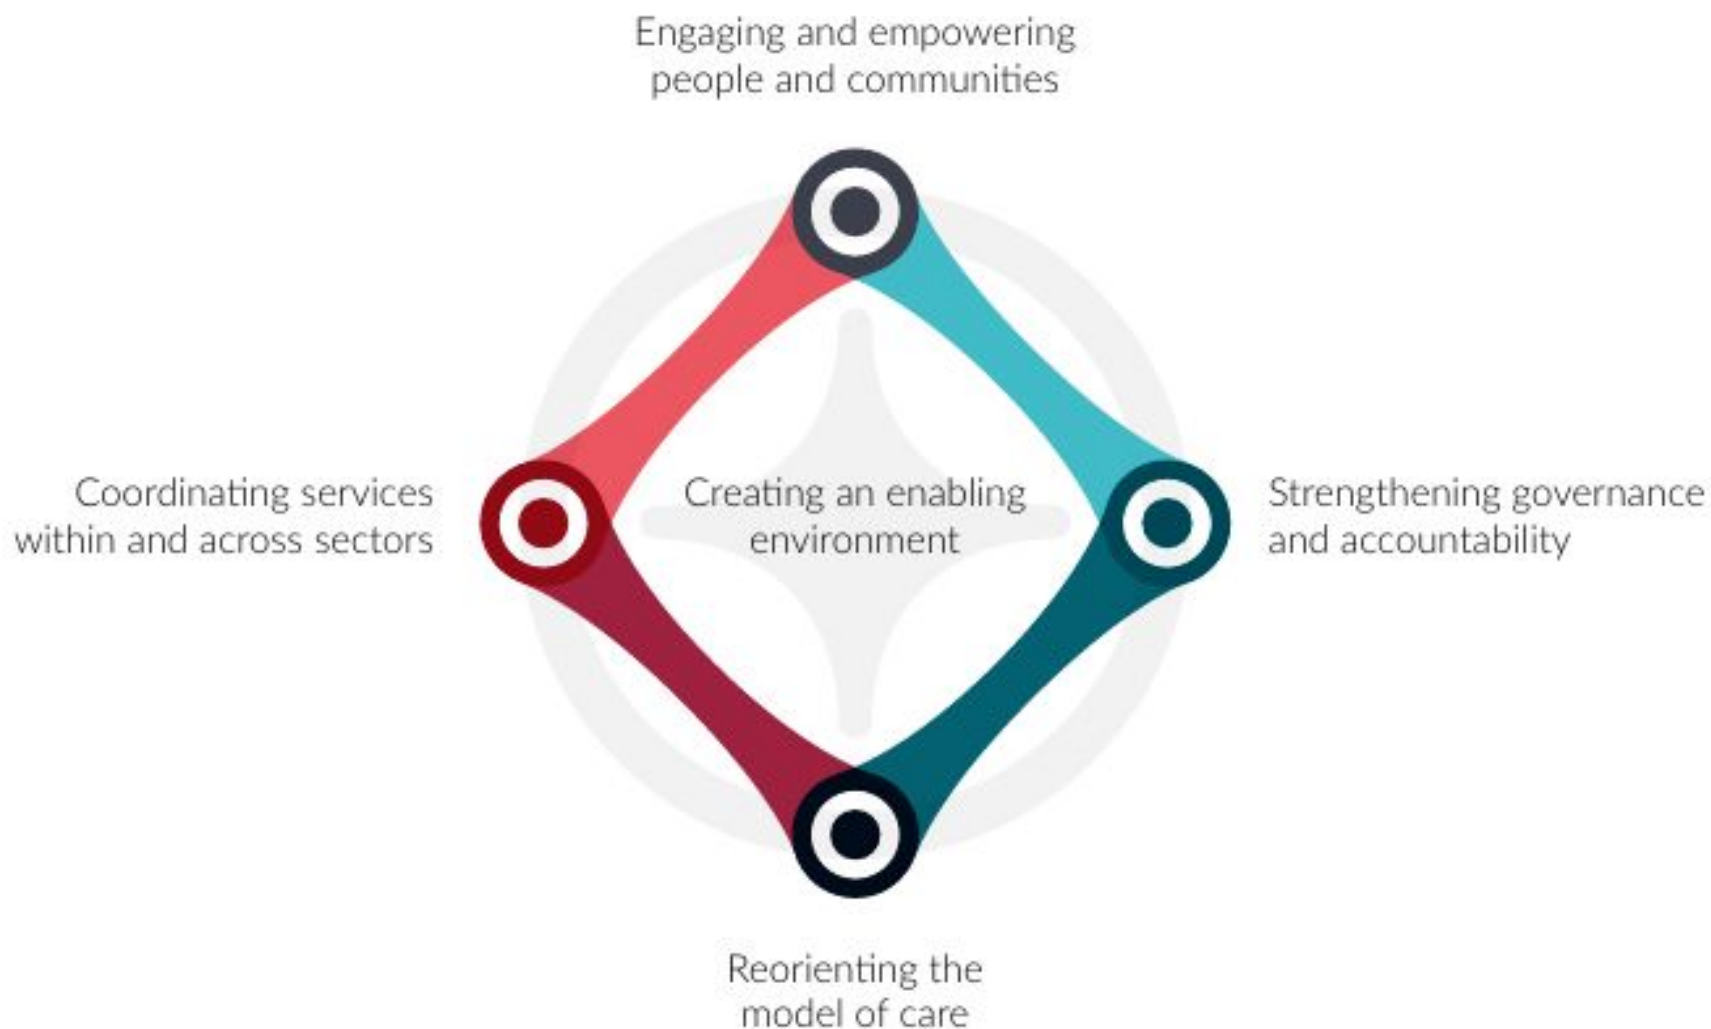 Engaging and empowering
people and communities
Coordinating services
within and across sectors
Creating an enabling
environment
Strengthening governance
and accountability
Reorienting the
model of care